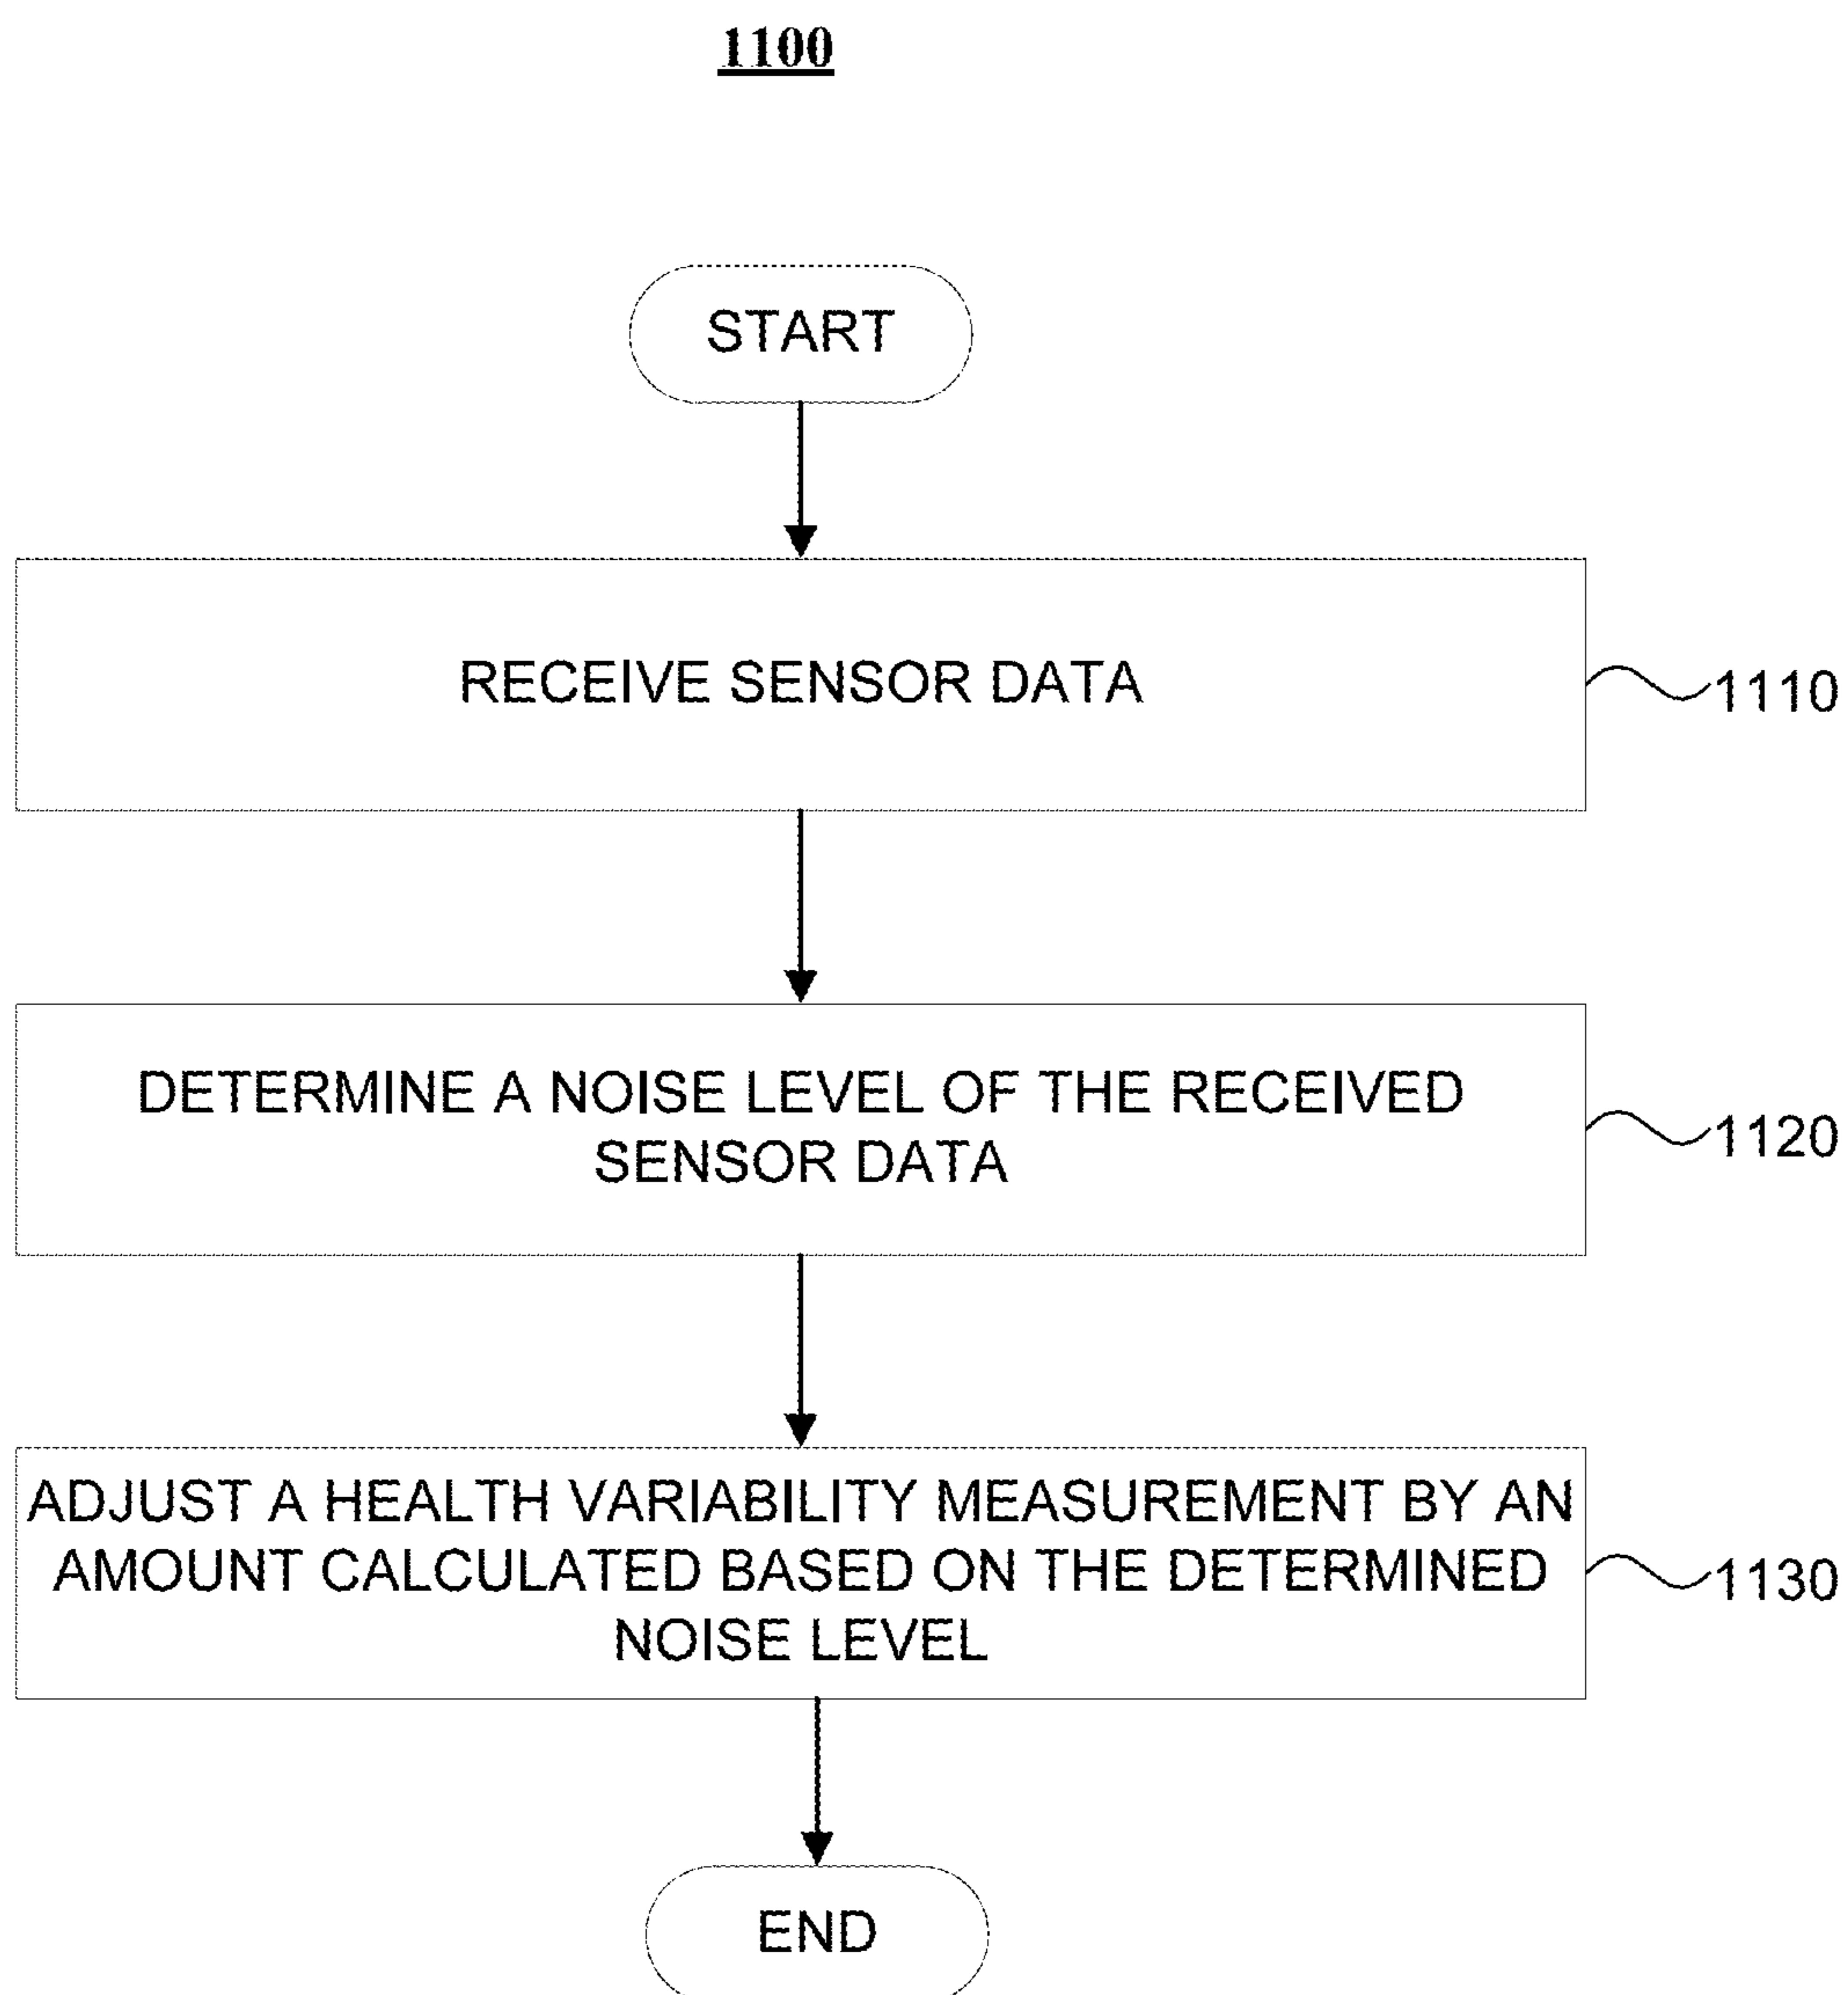 1100
START
RECEIVE SENSOR DATA
1110
DETERMINE A NOISE LEVEL OF THE RECEIVED
SENSOR DATA
1120
ADJUST A HEALTH VARIABILITY MEASUREMENT BY AN
AMOUNT CALCULATED BASED ON THE DETERMINED
NOISE LEVEL
1130
END